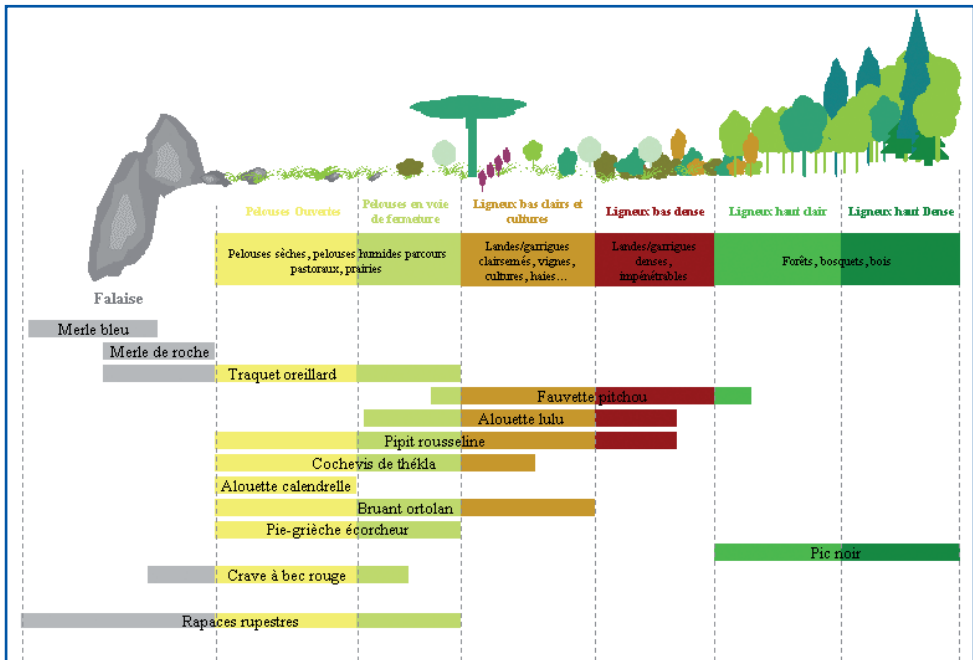 Pelouses Ouvertes
Pelouses en voie
de fermeture
Ligneux bas clairs et
cultures
Ligneux bas dense
Ligneux haut clair
Ligneux haut Dense
Pelouses sèches, pelouses humides parcours
pastoraux, prairies
Landes/garrigues
clairsemés, vignes,
cultures, haies...
Landes/garrigues
denses,
impénétrables
Forêts, bosquets, bois
Falaise
Merle bleu
Merle de roche
Traquet oreillard
Fauvette pitchou
Alouette lulu
Pipit rousseline
Cochevis de thékla
Alouette calendrelle
Bruant ortolan
Pie-grièche écorcheur
Pic noir
Crave à bec rouge
Rapaces rupestres